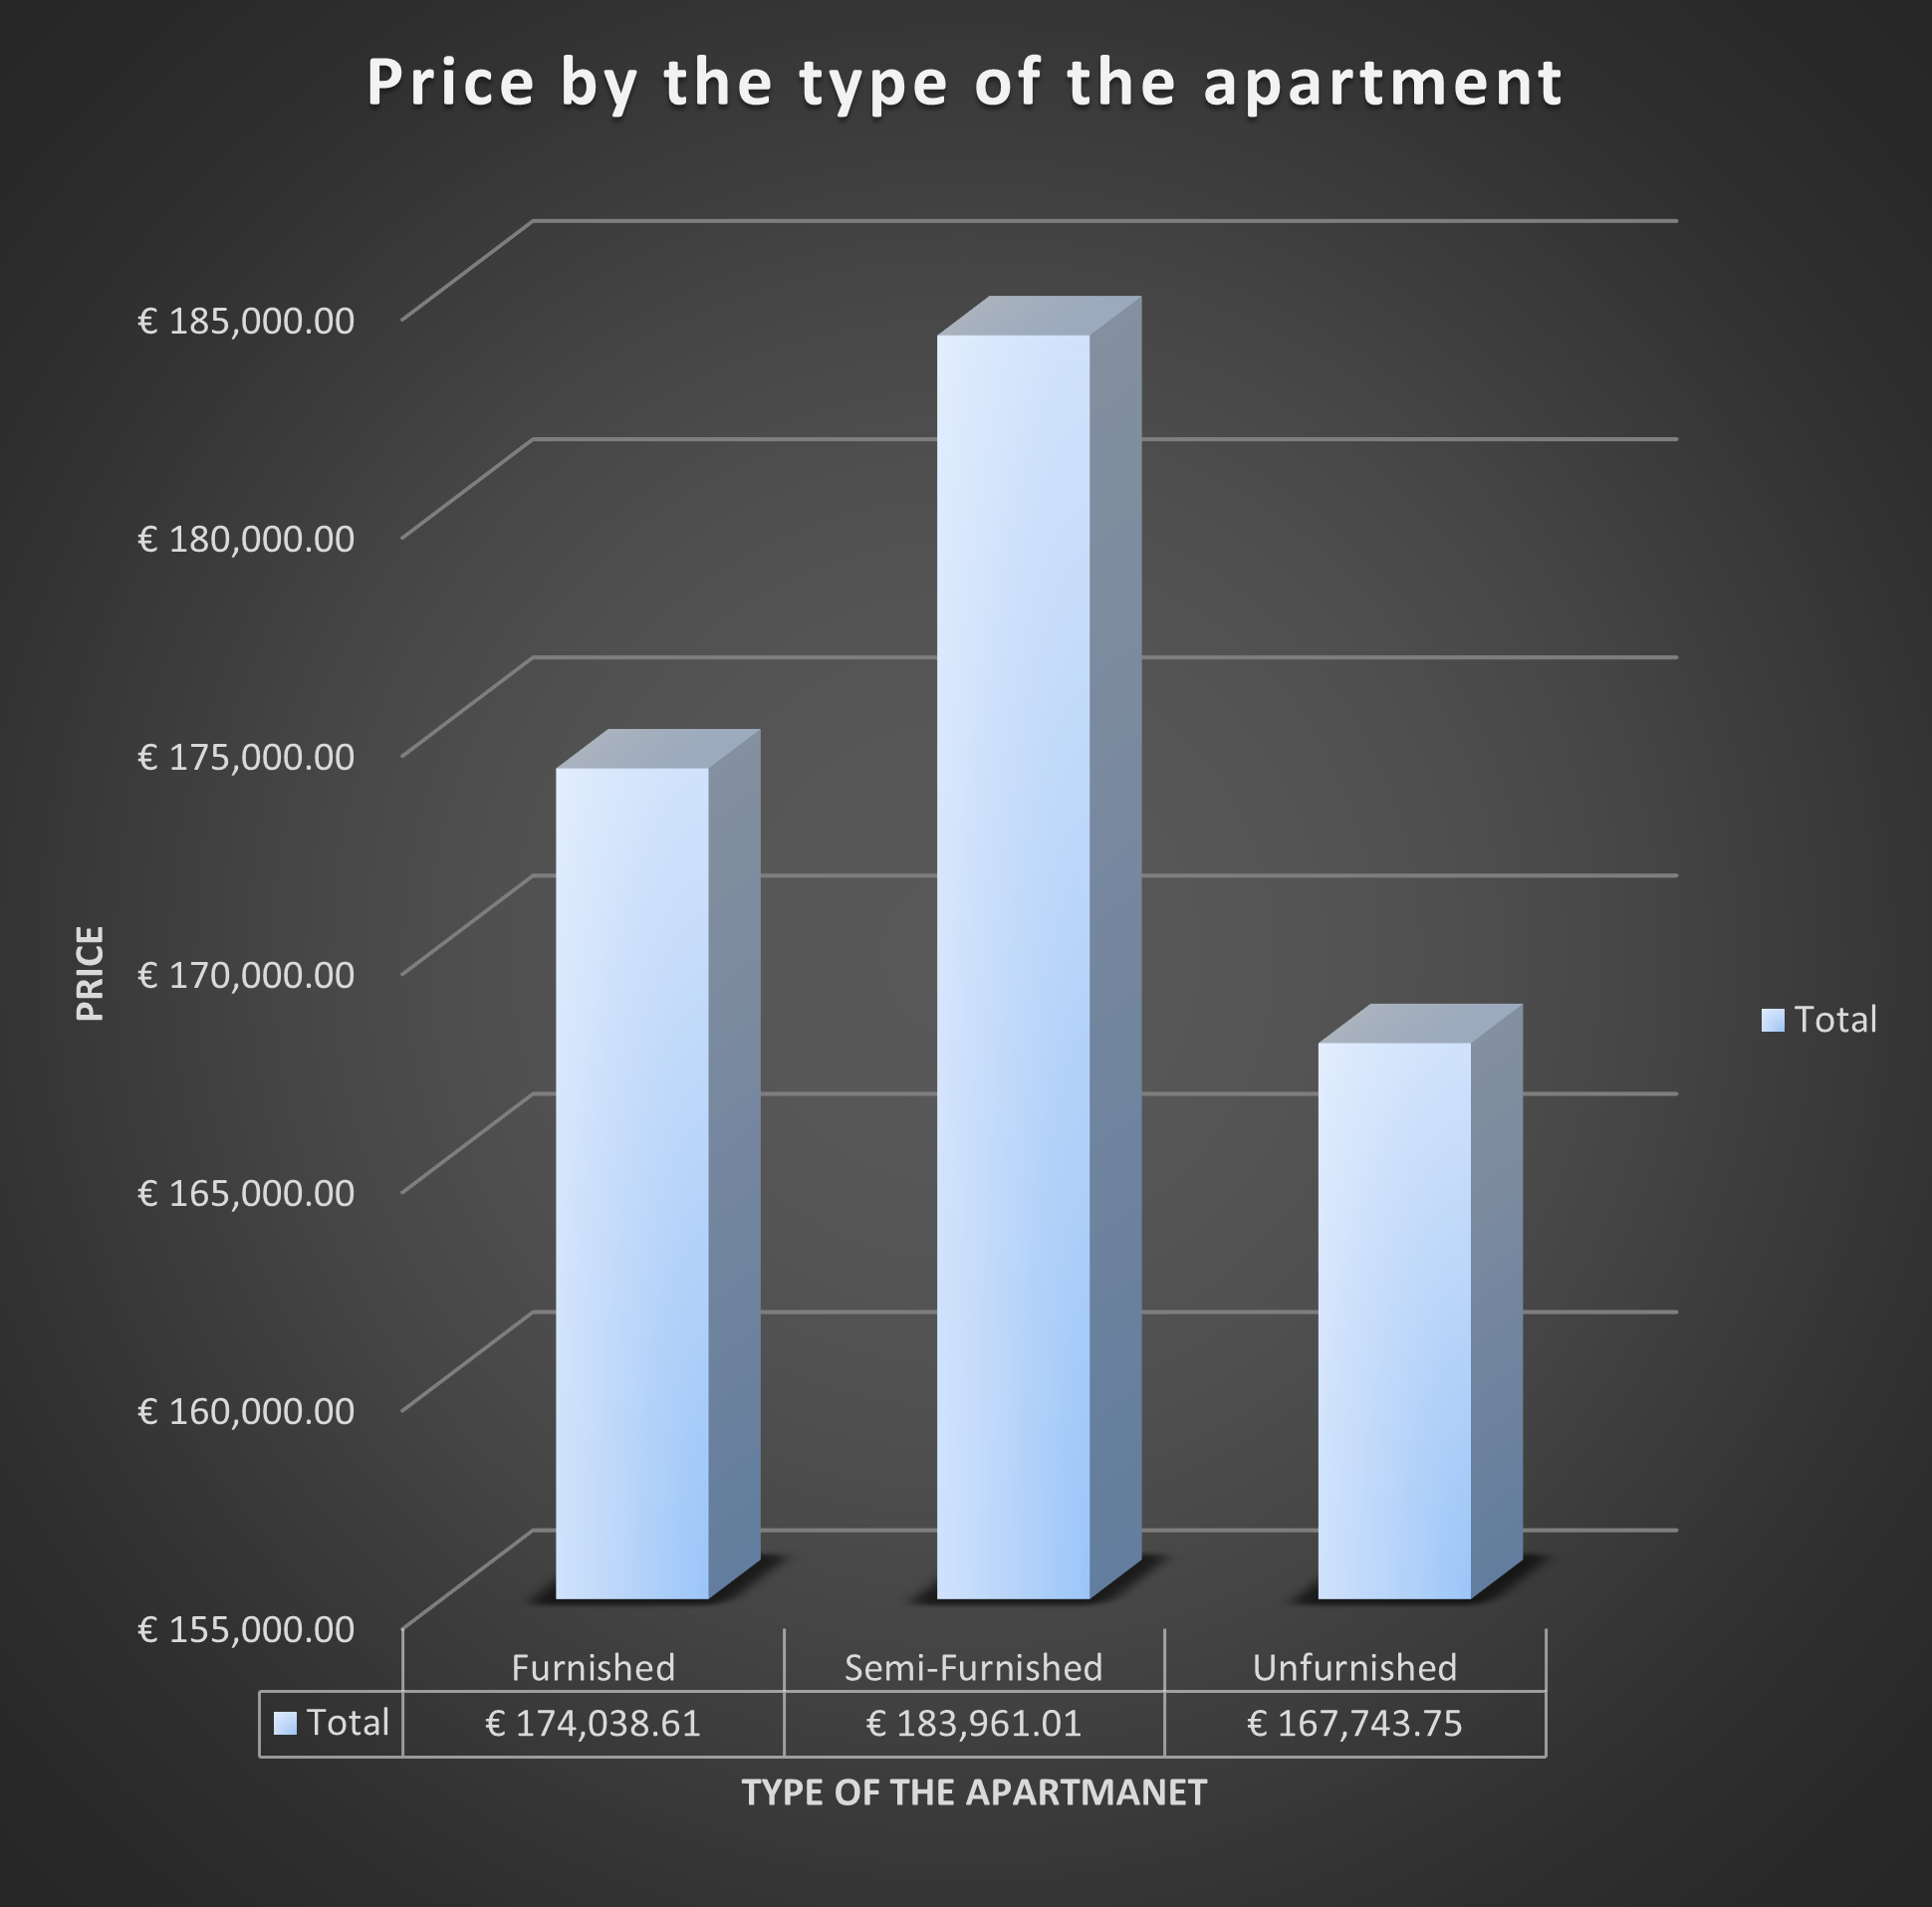 Price by the type of the apartment
€ 185,000.00
€ 180,000.00
€ 175,000.00
€ 170,000.00
€ 165,000.00
€ 160,000.00
€ 155,000.00
PRICE
Total
Furnished Semi-Furnished Unfurnished
Total € 174,038.61 € 183,961.01 € 167,743.75
TYPE OF THE APARTMANET